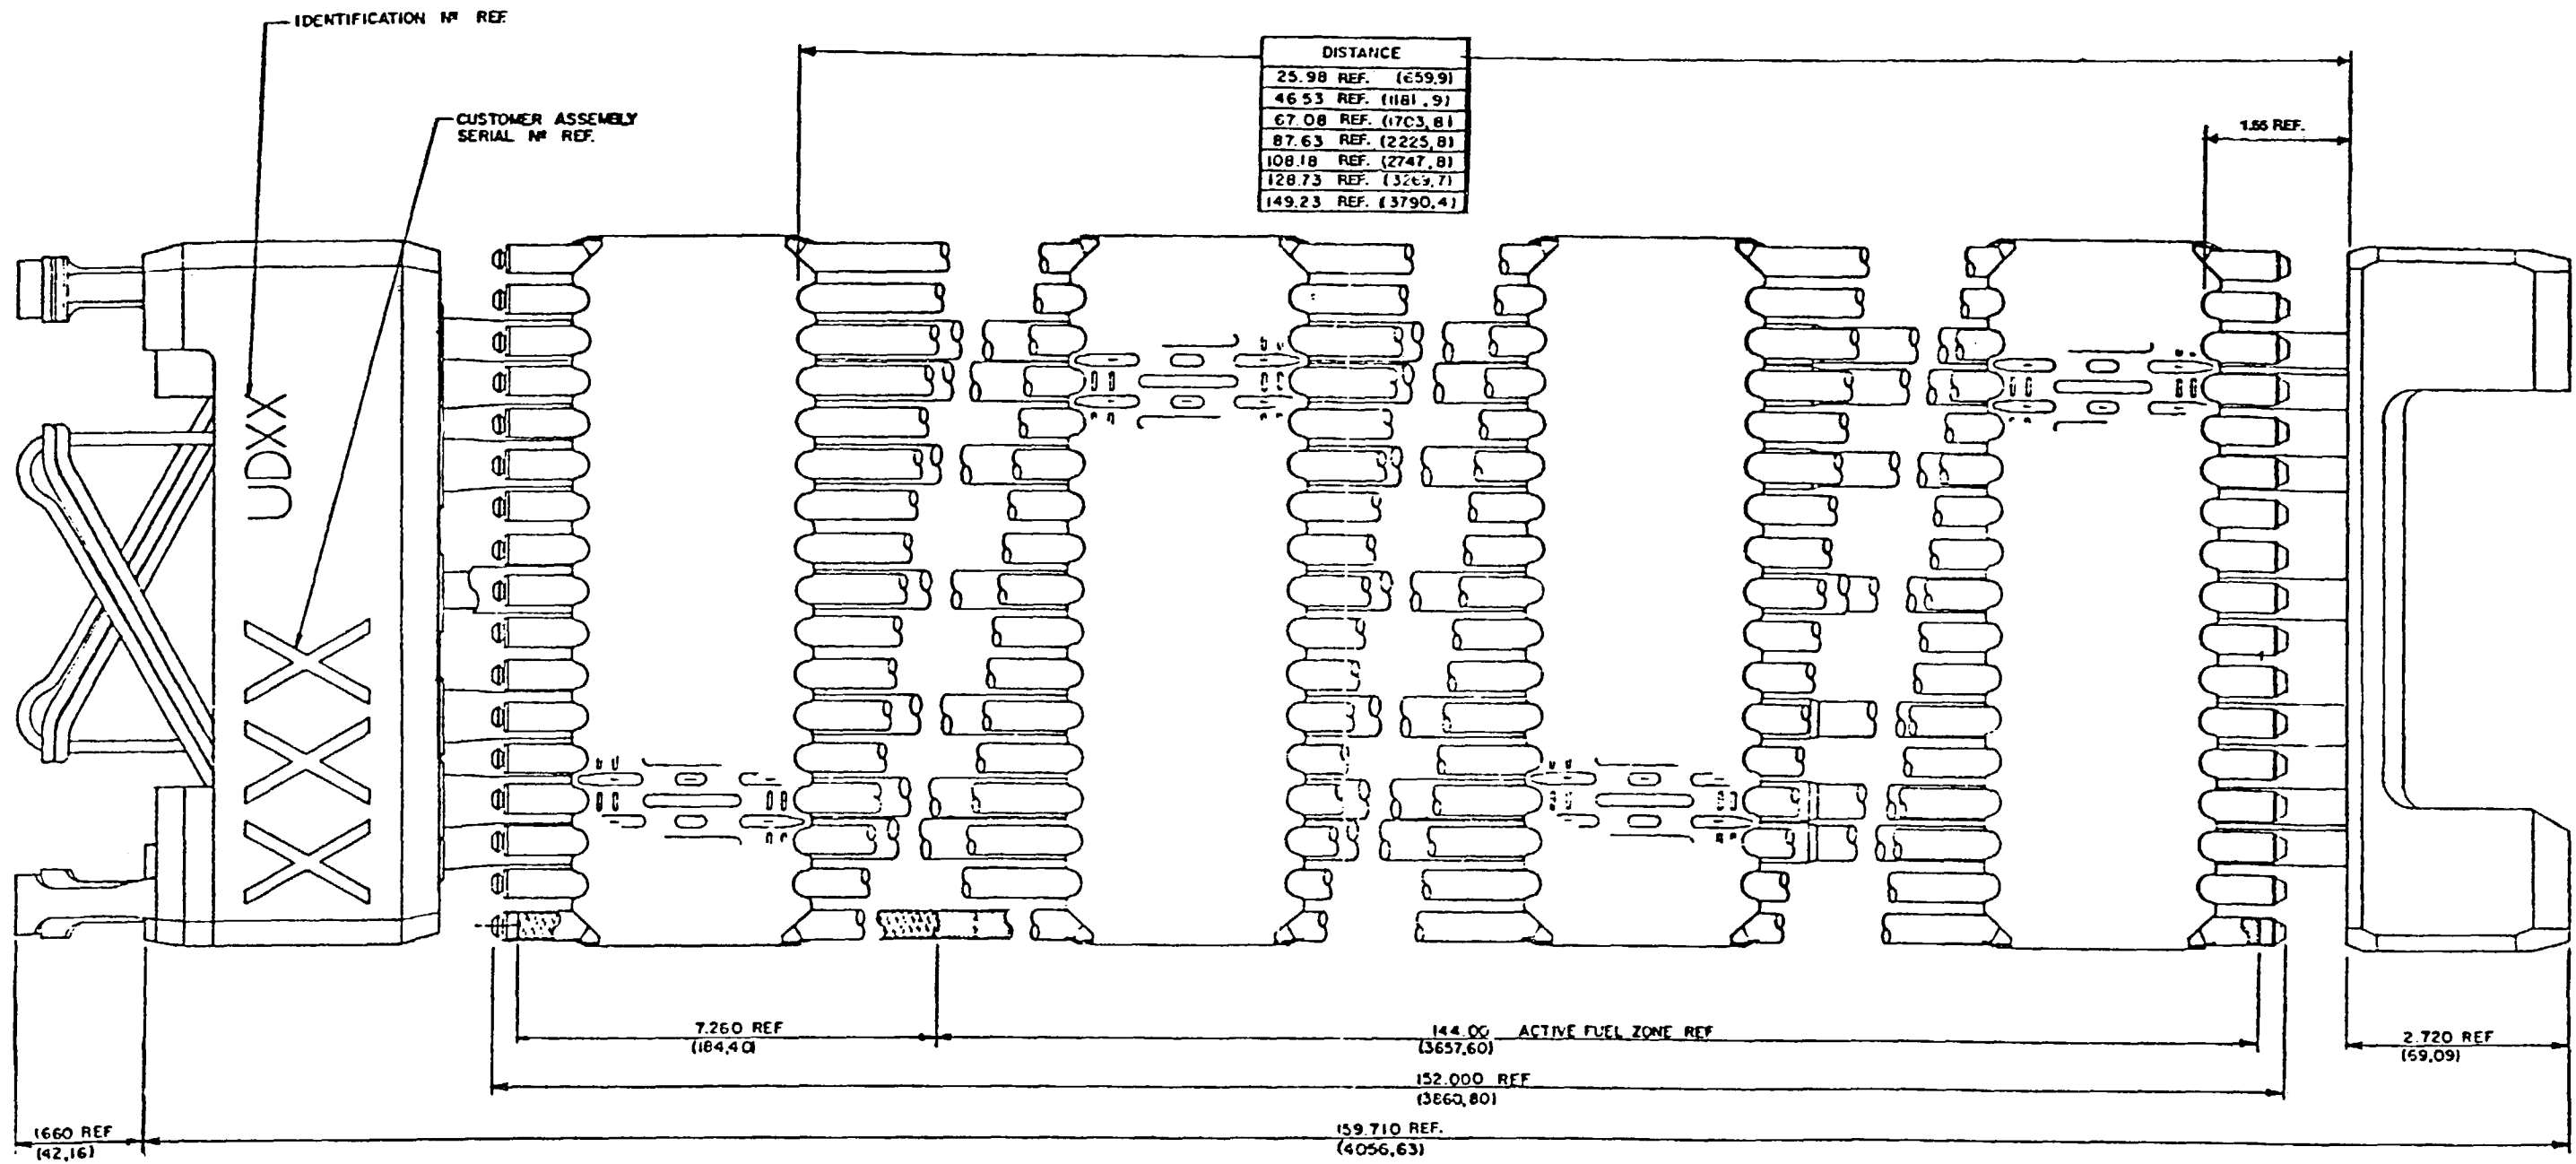 IDENTIFICATION Nº REF.
CUSTOMER ASSEMBLY
SERIAL Nº REF.
DISTANCE
25.98 REF. (659,9)
46.53 REF. (1181,9)
67.08 REF. (1703,8)
87.63 REF. (2225,8)
108.18 REF. (2747,8)
128.73 REF. (3269,7)
149.23 REF. (3790,4)
1.55 REF.
UDXX
XXX
7.260 REF
(184,40)
144.00 ACTIVE FUEL ZONE REF
(3657,60)
2.720 REF
(69,09)
152.000 REF
(3860,80)
1660 REF
(42,16)
159.710 REF.
(4056,63)